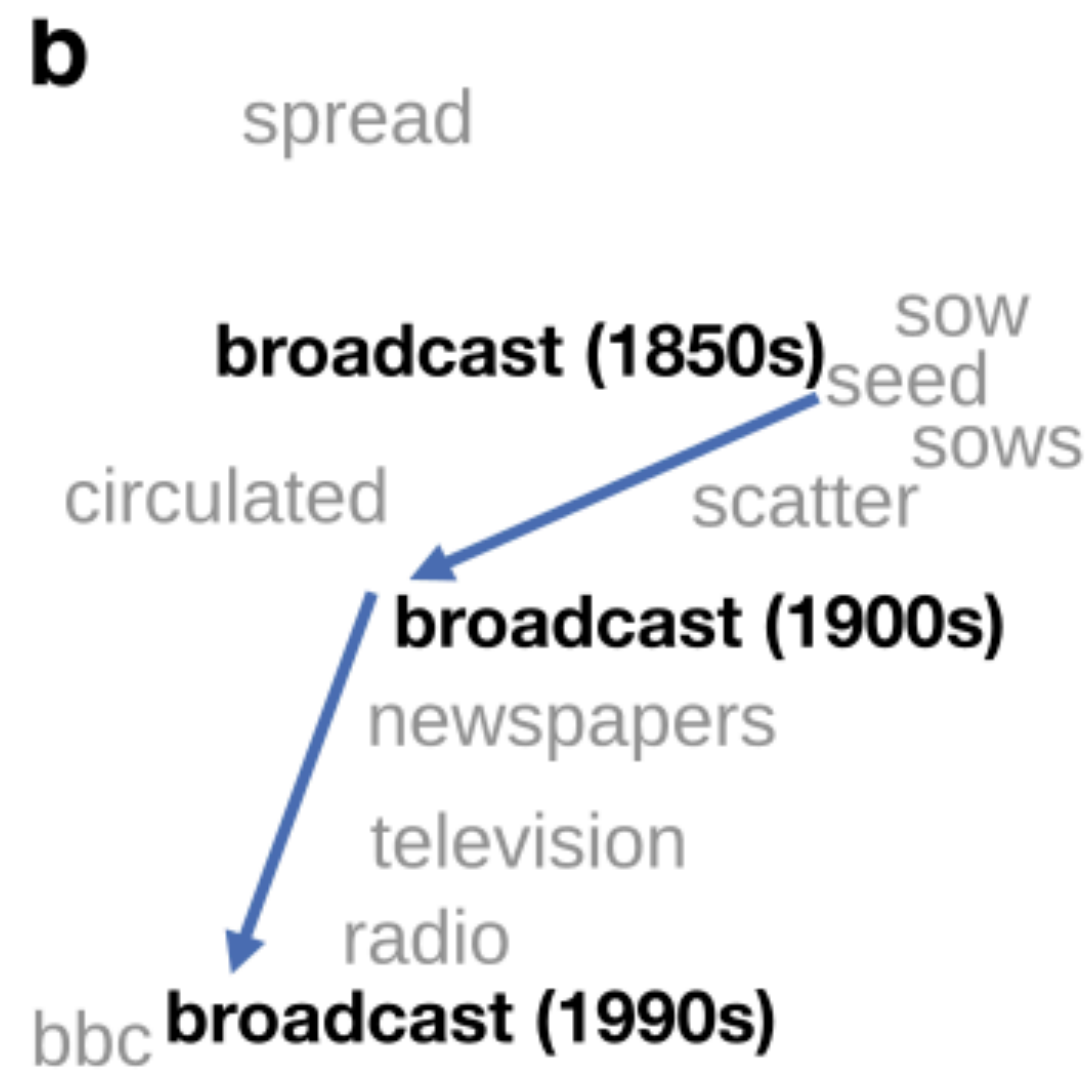 b
spread
sow
broadcast (1850s)
seed
sows
circulated
scatter
broadcast (1900s)
newspapers
television
radio
bbc
broadcast (1990s)